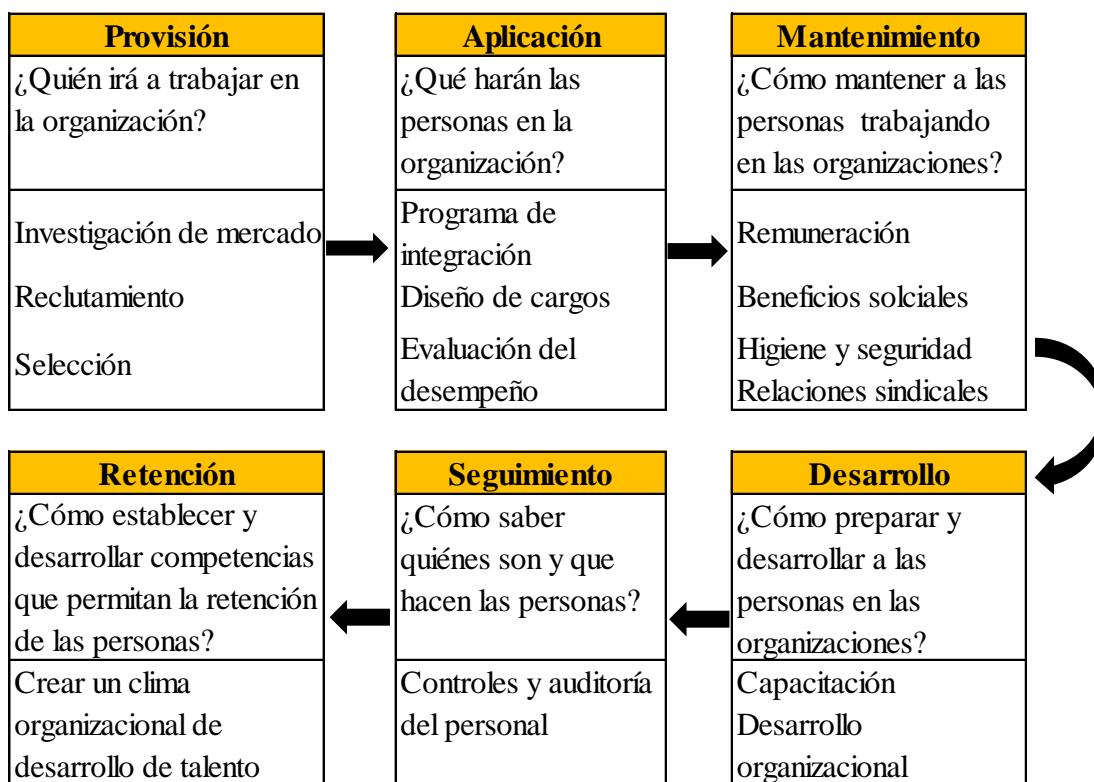 Provisión
¿Quién irá a trabajar en
la organización?
Investigación de mercado
Reclutamiento
Selección
Aplicación
¿Qué harán las
personas en la
organización?
Programa de
integración
Diseño de cargos
Evaluación del
desempeño
Mantenimiento
¿Cómo mantener a las
personas trabajando
en las organizaciones?
Remuneración
Beneficios solciales
Higiene y seguridad
Relaciones sindicales
Desarrollo
¿Cómo preparar y
desarrollar a las
personas en las
organizaciones?
Capacitación
Desarrollo
organizacional
Seguimiento
¿Cómo saber
quiénes son y que
hacen las personas?
Controles y auditoría
del personal
Retención
¿Cómo establecer y
desarrollar competencias
que permitan la retención
de las personas?
Crear un clima
organizacional de
desarrollo de talento